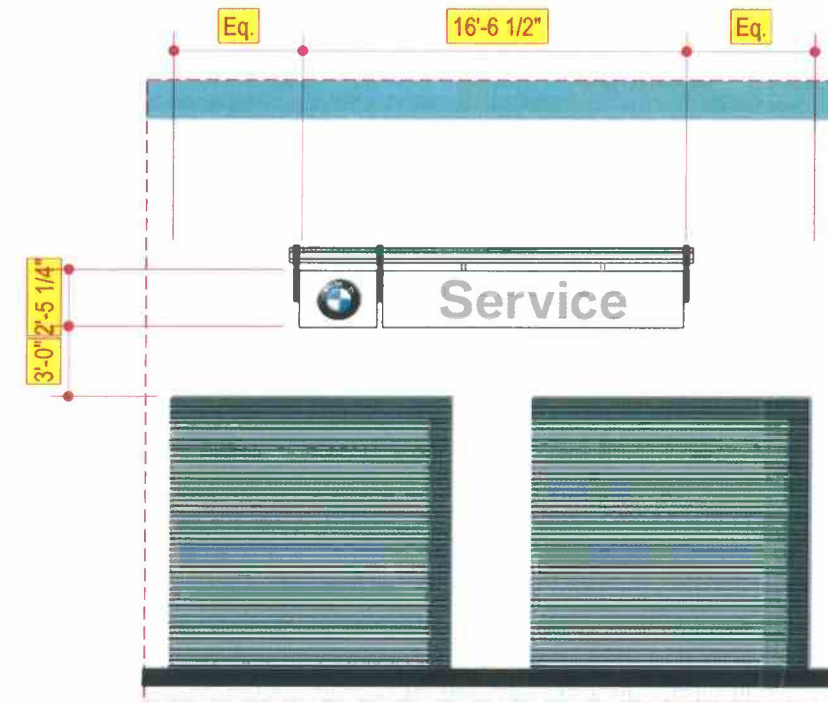 Eq.
16'-6 1/2"
Eq.
2'-5 1/4"
3'-0"
Service